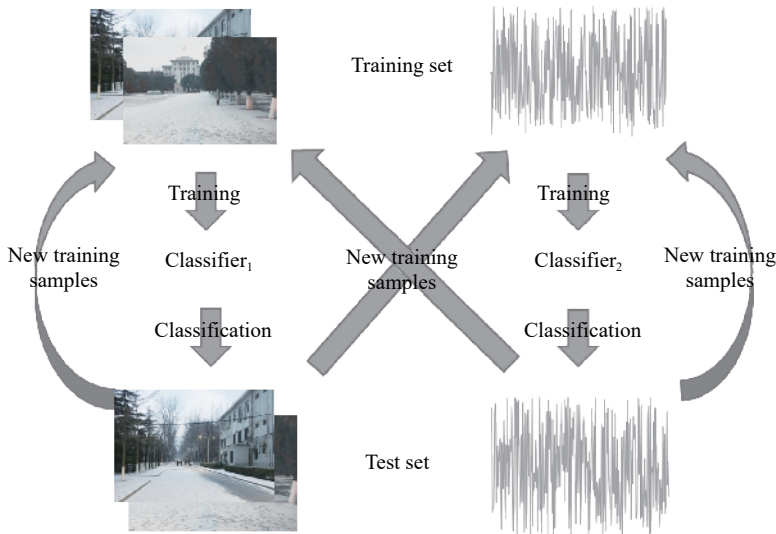 Training set
Training
Training
New training
samples
Classifier₁
New training
samples
Classifier₂
New training
samples
Classification
Classification
Test set